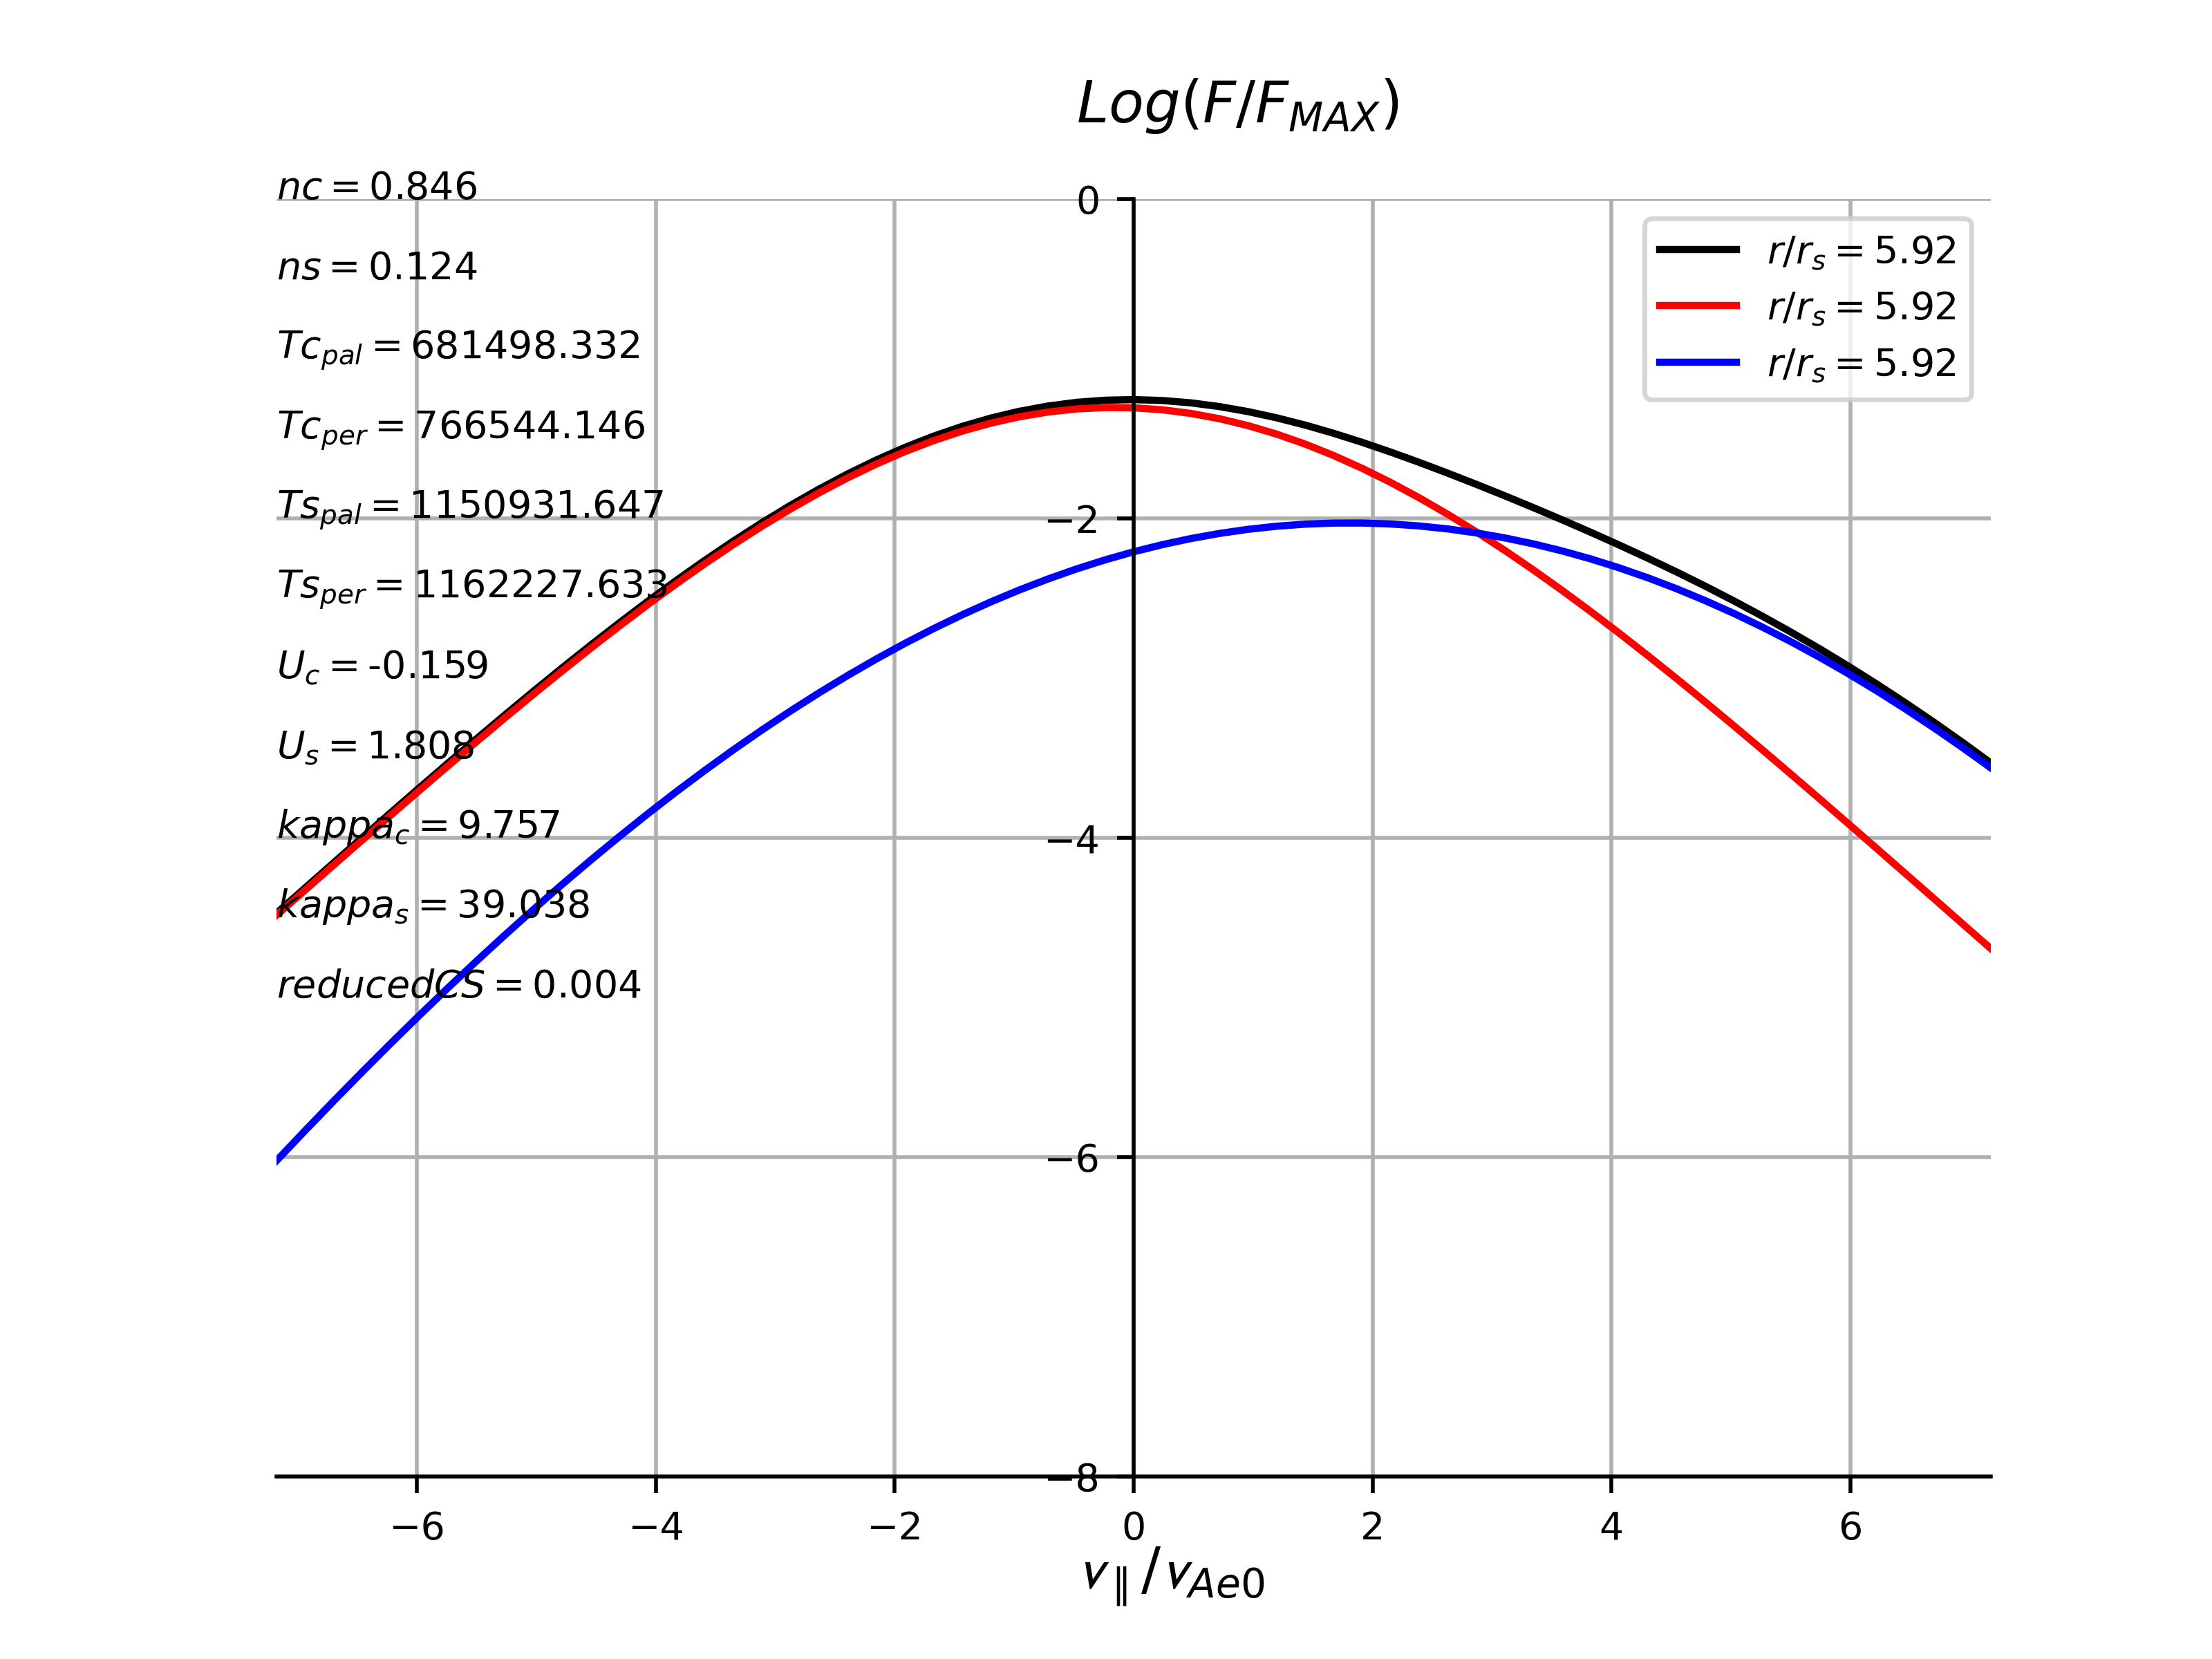 Log(F/F_MAX)
nc = 0.846
ns = 0.124
Tc_pal = 681498.332
Tc_per = 766544.146
Ts_pal = 1150931.647
Ts_per = 1162227.633
U_c = -0.159
U_s = 1.808
kappa_c = 9.757
kappa_s = 39.038
reducedCS = 0.004
0
−2
−4
−6
−8
r/r_s = 5.92
r/r_s = 5.92
r/r_s = 5.92
−6 −4 −2 0 2 4 6
v_∥/v_Ae0